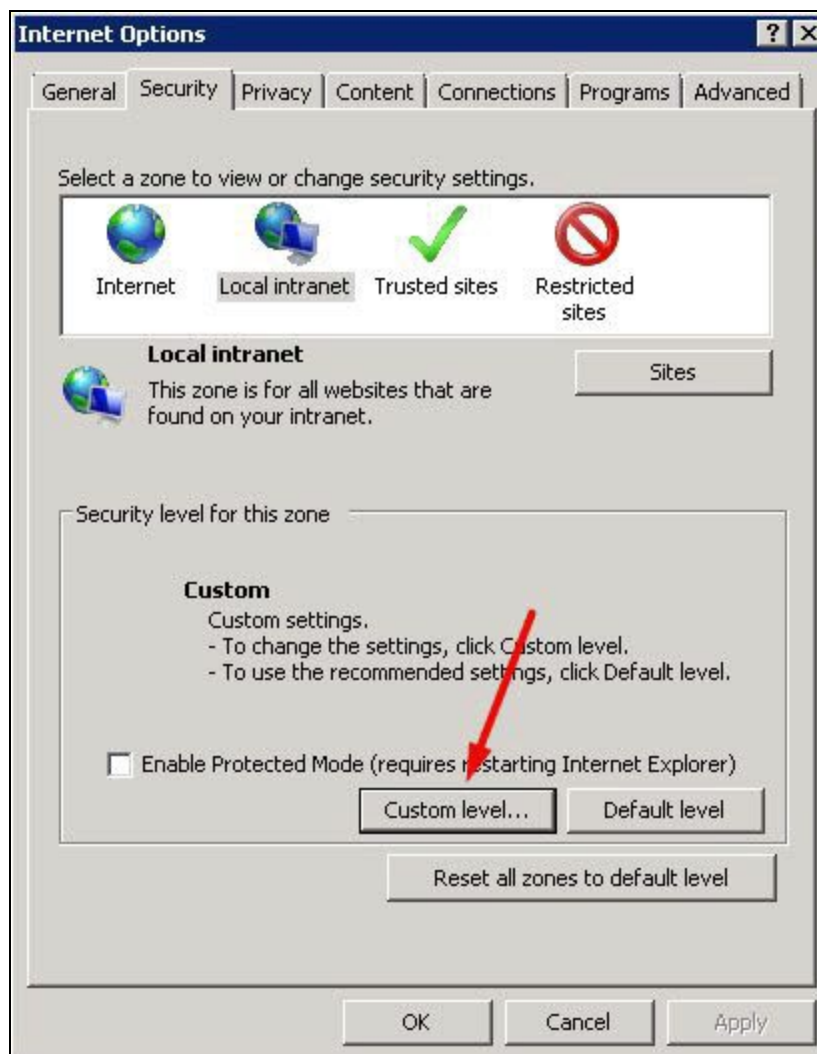 Internet Options
General Security Privacy Content Connections Programs Advanced
Select a zone to view or change security settings.
Internet Local intranet Trusted sites Restricted
sites
Local intranet
Sites
This zone is for all websites that are
found on your intranet.
Security level for this zone
Custom
Custom settings.
- To change the settings, click Custom level.
- To use the recommended settings, click Default level.
Enable Protected Mode (requires restarting Internet Explorer)
Custom level... Default level
Reset all zones to default level
OK Cancel Apply